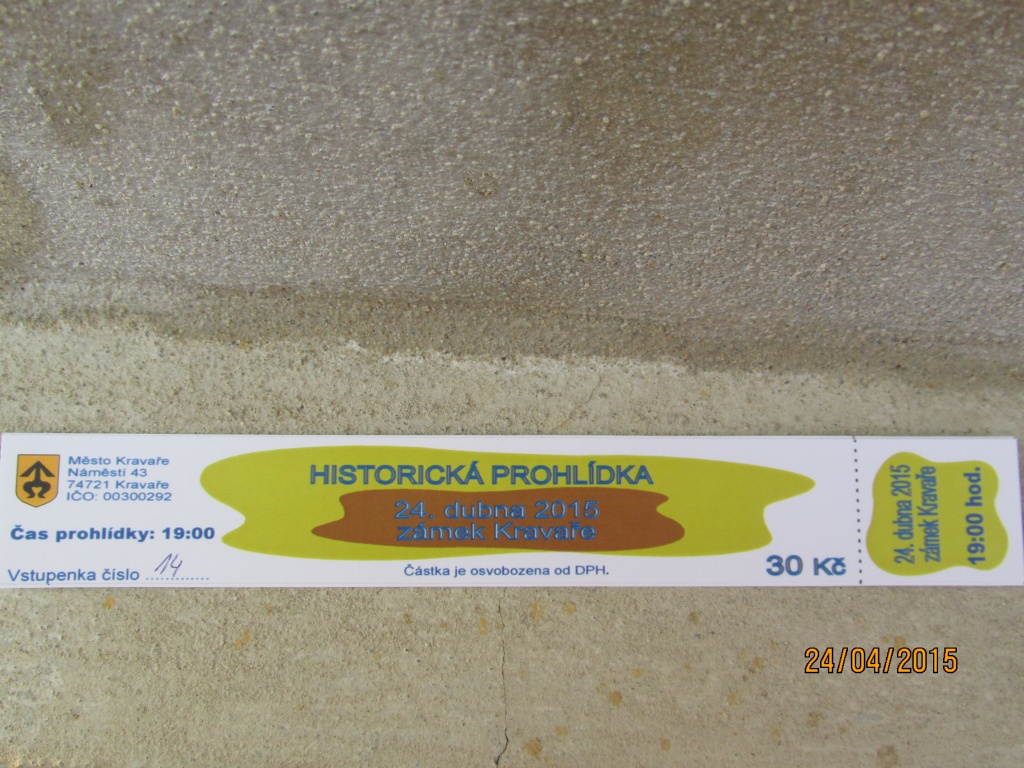 Město Kravaře
Náměstí 43
74721 Kravaře
IČO: 00300292
Čas prohlídky: 19:00
Vstupenka číslo ..14..
HISTORICKÁ PROHLÍDKA
24. dubna 2015
zámek Kravaře
Částka je osvobozena od DPH.
30 Kč
24. dubna 2015
zámek Kravaře
19:00 hod.
24/04/2015